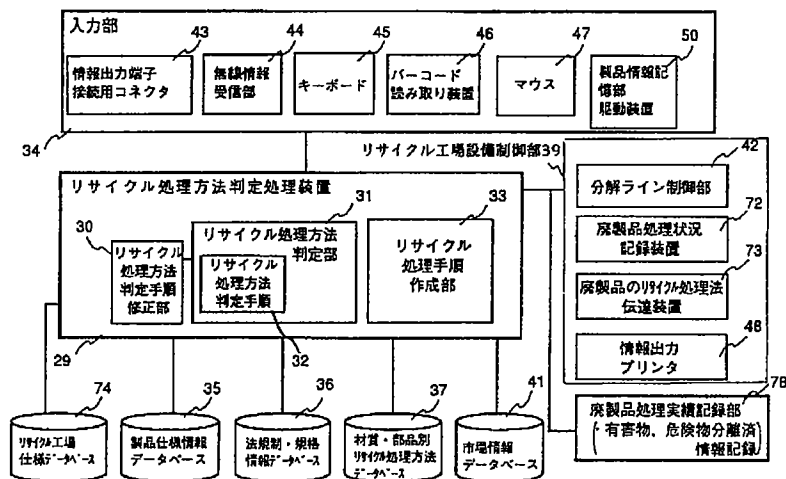 入力部
43
44
45
46
47
50
情報出力端子
接続用コネクタ
無線情報
受信部
キーボード
バーコード
読み取り装置
マウス
製品情報記
憶部
駆動装置
34
リサイクル工場設備制御部39
リサイクル処理方法判定処理装置
30
リサイクル
処理方法
判定手順
修正部
31
リサイクル処理方法
判定部
リサイクル
処理方法
判定手順
32
33
リサイクル
処理手順
作成部
29
42
分解ライン制御部
72
廃製品処理状況
記録装置
73
廃製品のリサイクル処理法
伝達装置
48
情報出力
プリンタ
78
廃製品処理実績記録部
(・有害物、危険物分離済
情報記録)
74
リサイクル工場
仕様データベース
35
製品仕様情報
データベース
36
法規制・規格
情報データベース
37
材質・部品別
リサイクル処理方法
データベース
41
市場情報
データベース